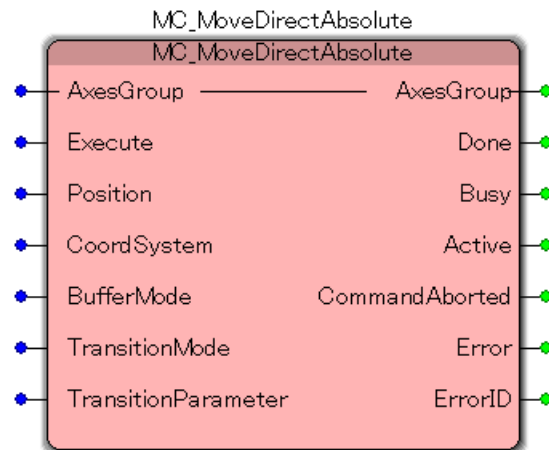 MC_MoveDirectAbsolute
MC_MoveDirectAbsolute
AxesGroup AxesGroup
Execute Done
Position Busy
CoordSystem Active
BufferMode CommandAborted
TransitionMode Error
TransitionParameter ErrorID